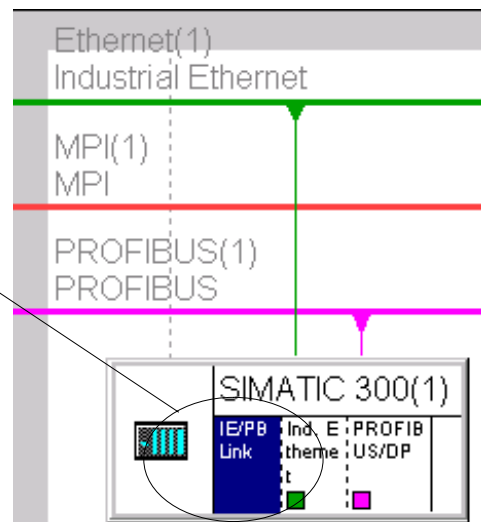 Ethernet(1)
Industrial Ethernet
MPI(1)
MPI
PROFIBUS(1)
PROFIBUS
SIMATIC 300(1)
IE/PB
Link
Ind. E
therne
t
PROFIB
US/DP